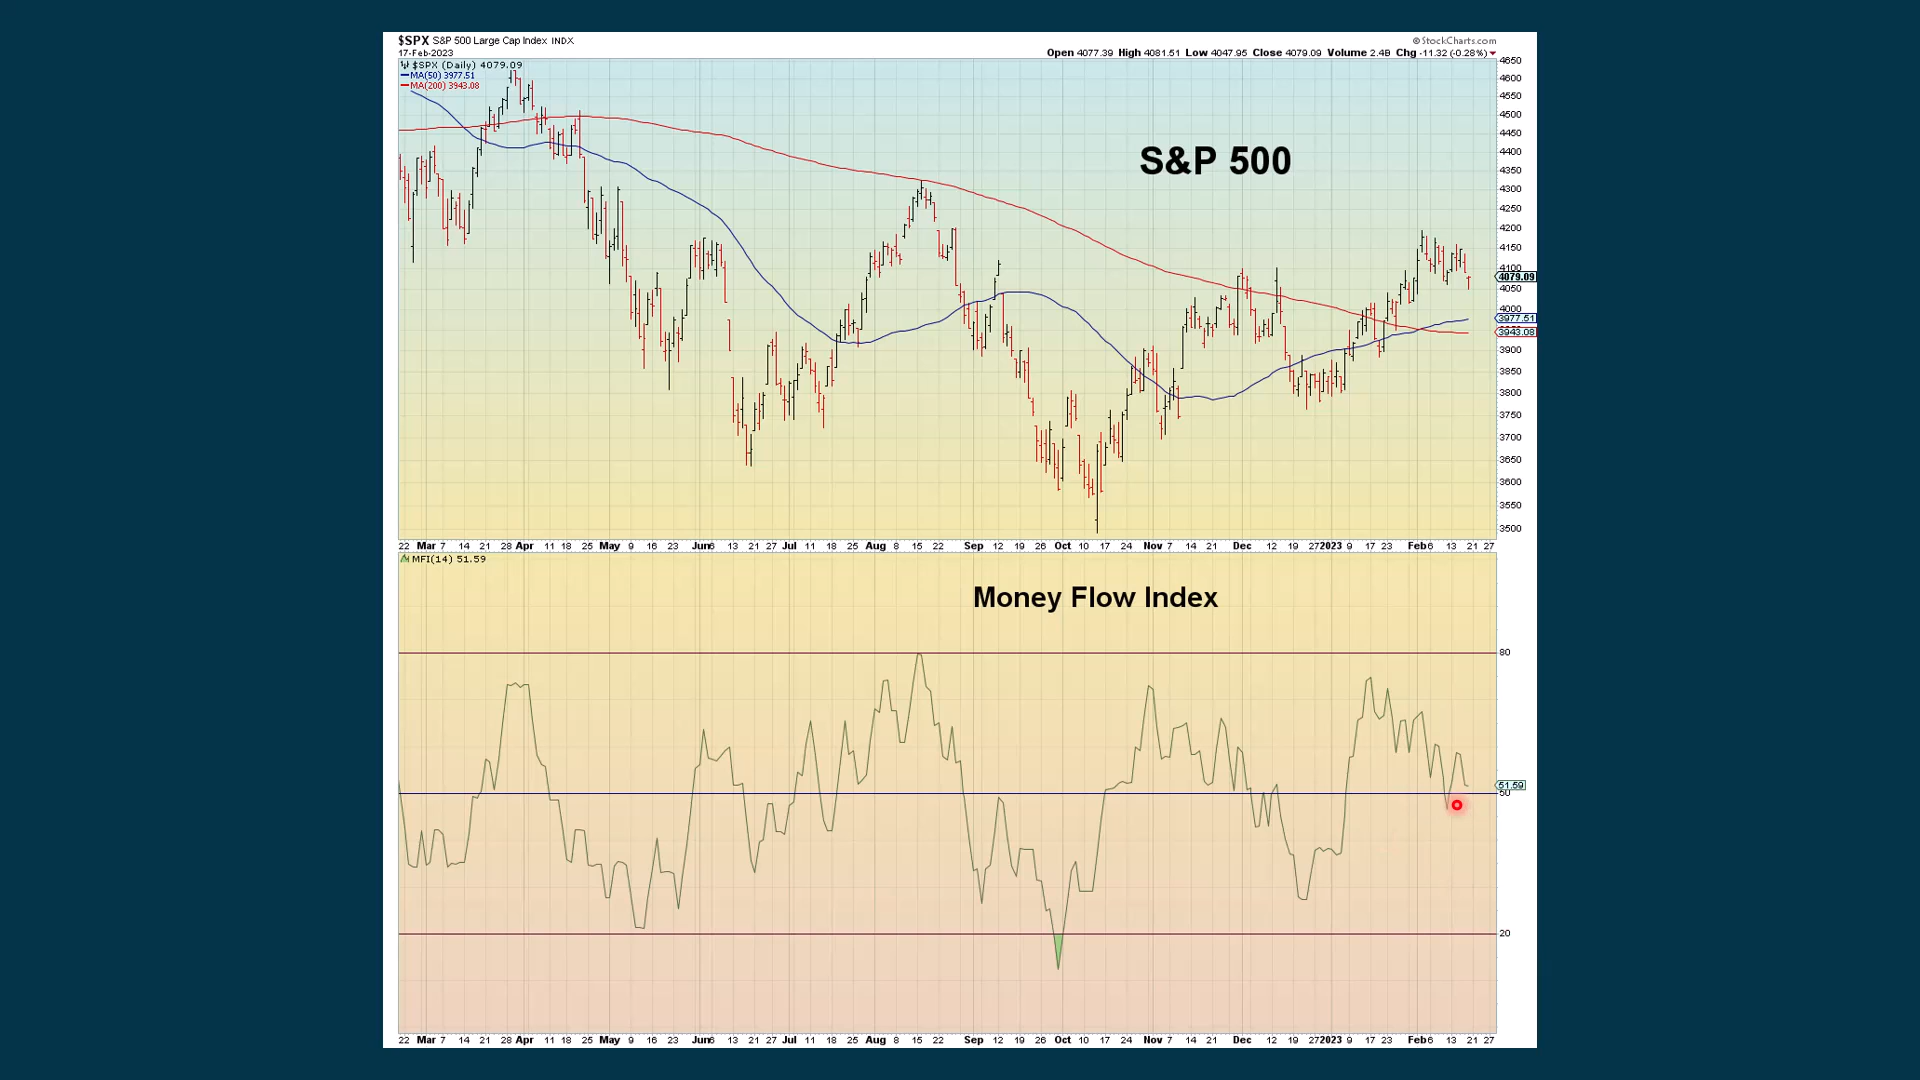 $SPX S&P 500 Large Cap Index INDX
© StockCharts.com
17-Feb-2023
Open 4077.39 High 4081.51 Low 4047.95 Close 4079.09 Volume 2.4B Chg -11.32 (-0.28%)
$SPX (Daily) 4079.09
MA(50) 3977.51
MA(200) 3943.08
S&P 500
4650
4600
4550
4500
4450
4400
4350
4300
4250
4200
4150
4100
4079.09
4050
4000
3977.51
3943.08
3900
3850
3800
3750
3700
3650
3600
3550
3500
22 Mar 7 14 21 28 Apr 11 18 25 May 9 16 23 Jun 6 13 21 27 Jul 11 18 25 Aug 8 15 22 Sep 12 19 26 Oct 10 17 24 Nov 7 14 21 Dec 12 19 27 2023 9 17 23 Feb 6 13 21 27
MFI(14) 51.59
Money Flow Index
80
51.59
50
20
22 Mar 7 14 21 28 Apr 11 18 25 May 9 16 23 Jun 6 13 21 27 Jul 11 18 25 Aug 8 15 22 Sep 12 19 26 Oct 10 17 24 Nov 7 14 21 Dec 12 19 27 2023 9 17 23 Feb 6 13 21 27